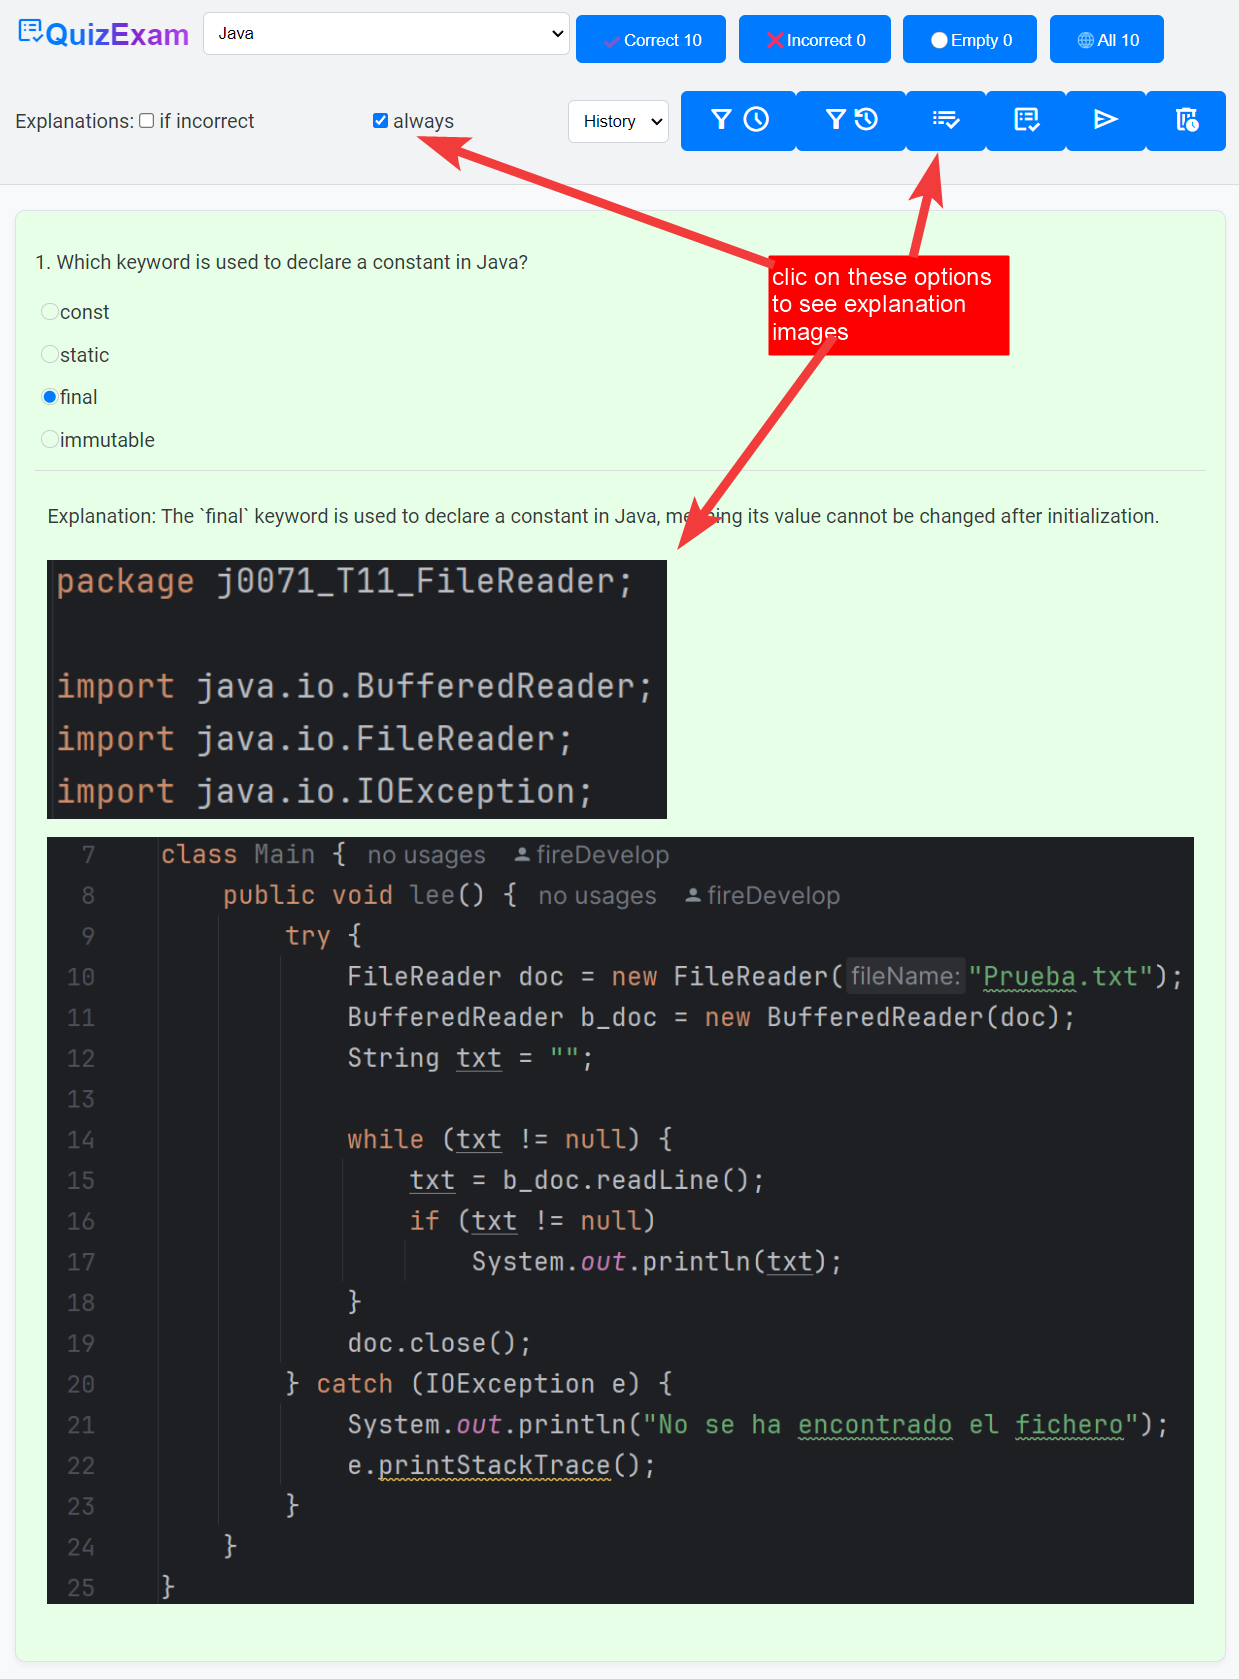 QuizExam
Java
Correct 10
Incorrect 0
Empty 0
All 10
Explanations: if incorrect
always
History
clic on these options
to see explanation
images
1. Which keyword is used to declare a constant in Java?
const
static
final
immutable
Explanation: The `final` keyword is used to declare a constant in Java, meaning its value cannot be changed after initialization.
package j0071_T11_FileReader;
import java.io.BufferedReader;
import java.io.FileReader;
import java.io.IOException;
7 class Main { no usages fireDevelop
8 public void lee() { no usages fireDevelop
9 try {
10 FileReader doc = new FileReader( fileName: "Prueba.txt");
11 BufferedReader b_doc = new BufferedReader(doc);
12 String txt = "";
13
14 while (txt != null) {
15 txt = b_doc.readLine();
16 if (txt != null)
17 System.out.println(txt);
18 }
19 doc.close();
20 } catch (IOException e) {
21 System.out.println("No se ha encontrado el fichero");
22 e.printStackTrace();
23 }
24 }
25 }